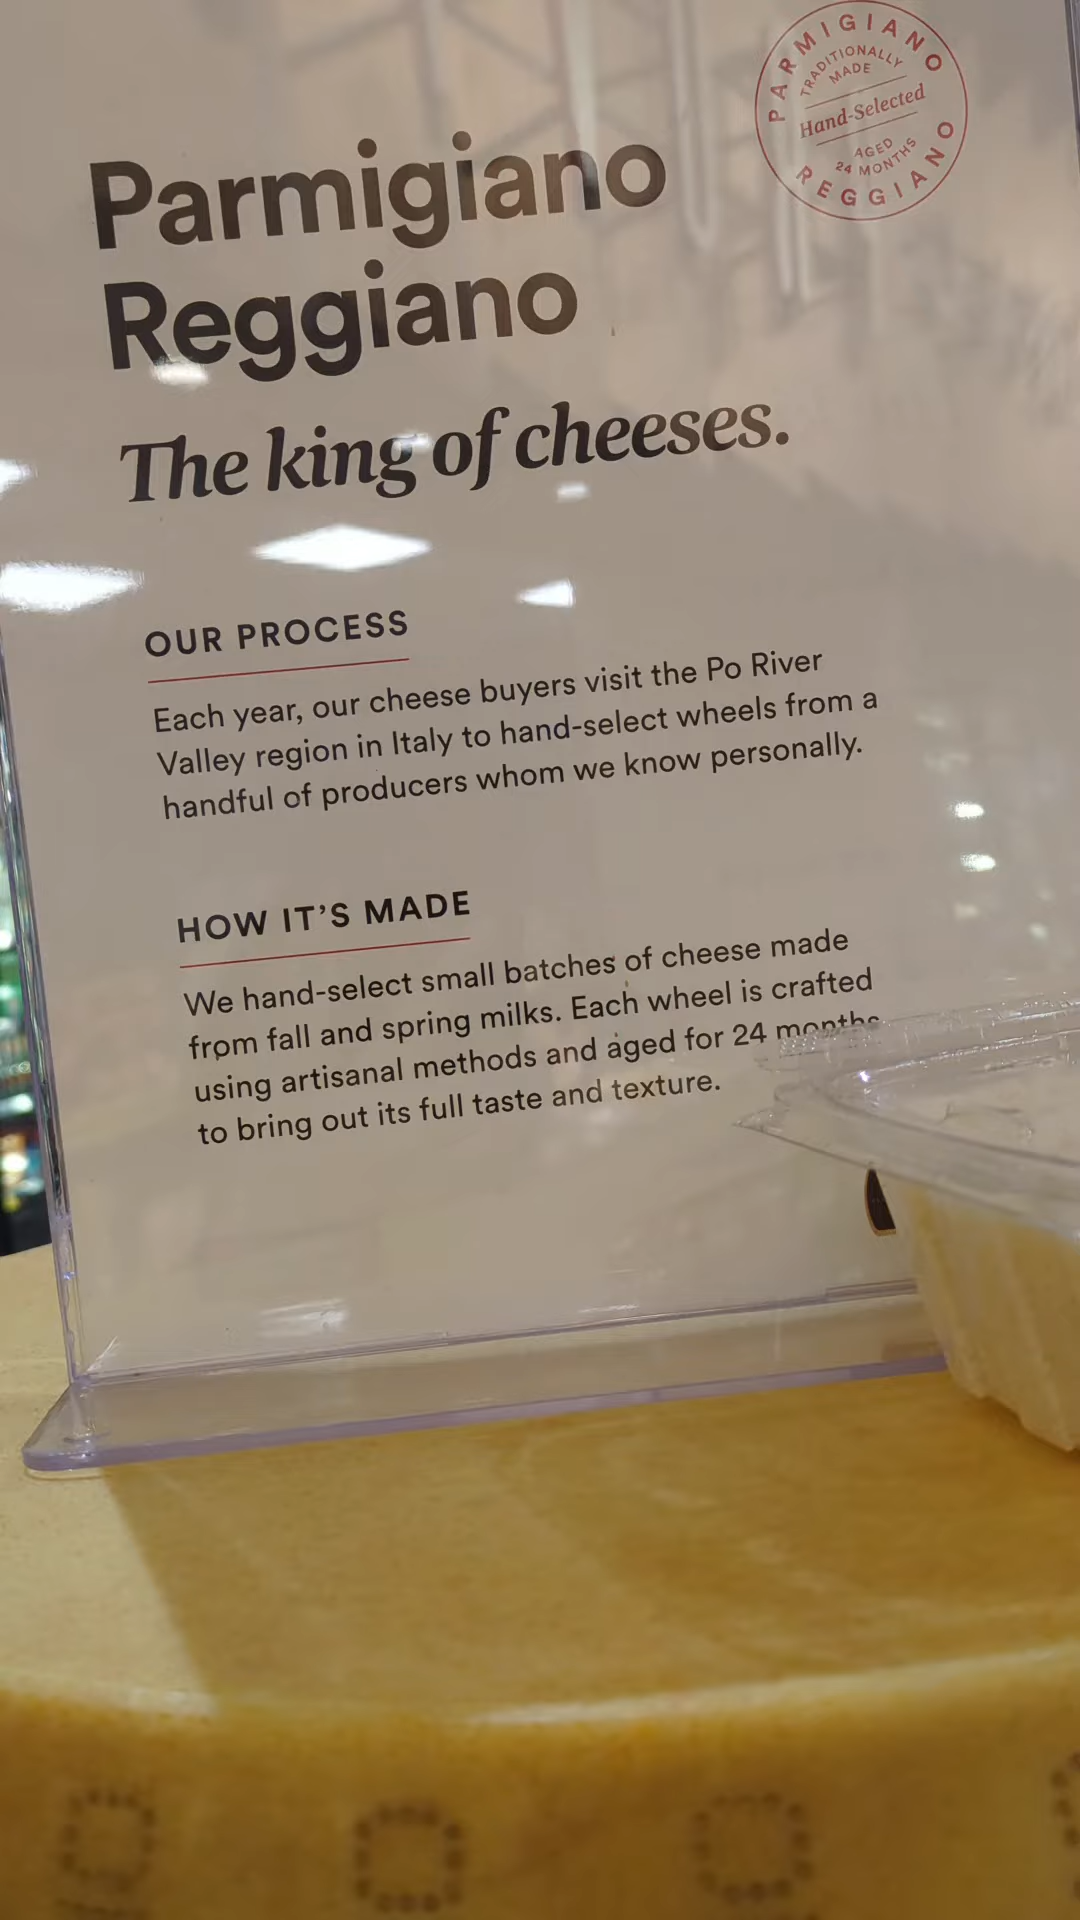 PARMIGIANO
TRADITIONALLY
MADE
Hand-Selected
AGED
24 MONTHS
REGGIANO
Parmigiano
Reggiano
The king of cheeses.
OUR PROCESS
Each year, our cheese buyers visit the Po River
Valley region in Italy to hand-select wheels from a
handful of producers whom we know personally.
HOW IT'S MADE
We hand-select small batches of cheese made
from fall and spring milks. Each wheel is crafted
using artisanal methods and aged for 24 months
to bring out its full taste and texture.